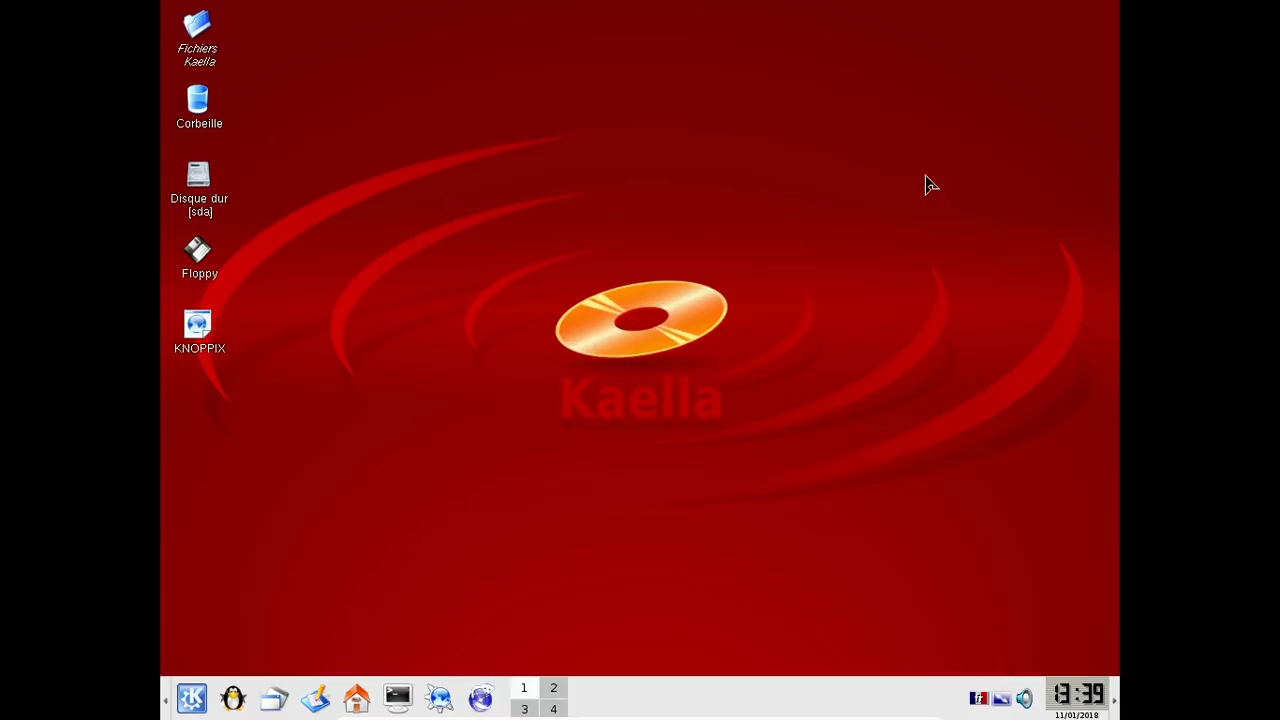 Fichiers
Kaella
Corbeille
Disque dur
[sda]
Floppy
KNOPPIX
Kaella
1 2
3 4
13:39
11/01/2018